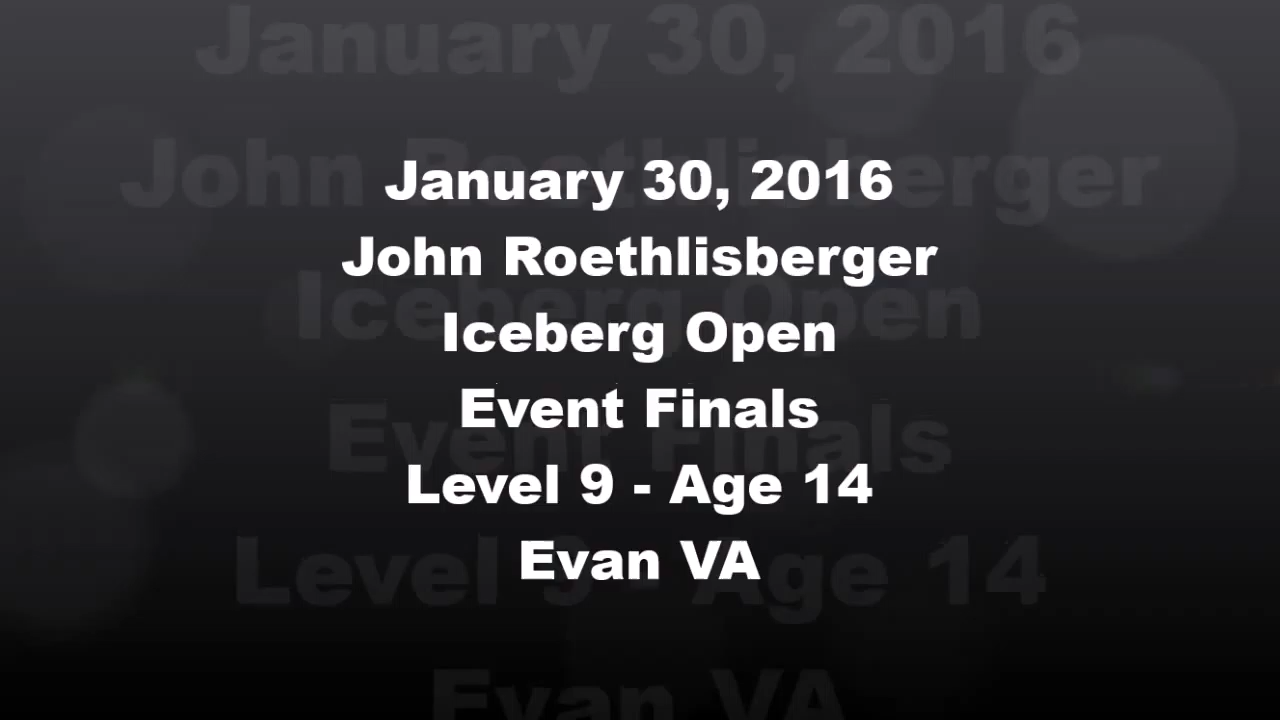 January 30, 2016
John Roethlisberger
Iceberg Open
Event Finals
Level 9 - Age 14
Evan VA